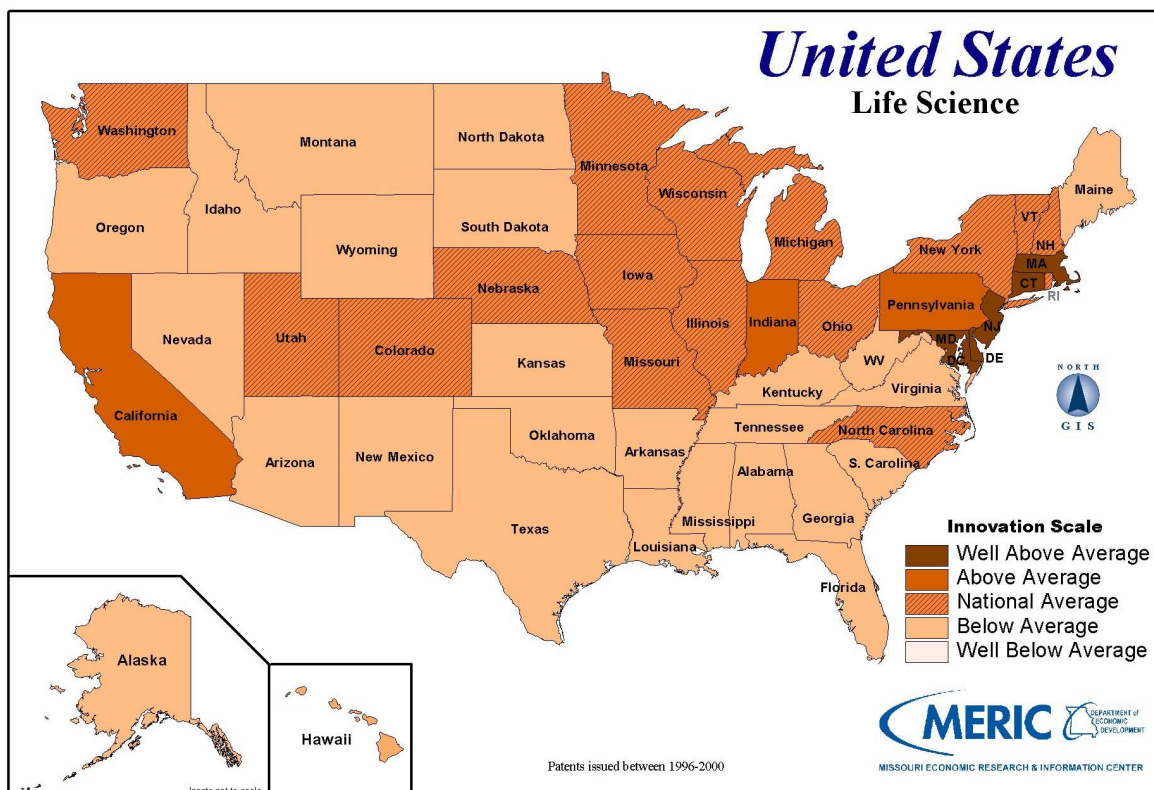 United States
Life Science
Washington
Montana
North Dakota
Minnesota
Maine
Wisconsin
VT
Idaho
Oregon
South Dakota
Michigan
New York
NH
Wyoming
MA
Iowa
CT
Nebraska
RI
Pennsylvania
Illinois
Indiana
Ohio
NJ
Nevada
Utah
Colorado
MD
DC
DE
Kansas
Missouri
WV
Virginia
Kentucky
California
Tennessee
North Carolina
Oklahoma
Arkansas
New Mexico
Arizona
S. Carolina
Alabama
Mississippi
Georgia
Texas
Louisiana
Florida
Alaska
Hawaii
NORTH
GIS
Innovation Scale
Well Above Average
Above Average
National Average
Below Average
Well Below Average
Patents issued between 1996-2000
MERIC
DEPARTMENT of
ECONOMIC
DEVELOPMENT
MISSOURI ECONOMIC RESEARCH & INFORMATION CENTER